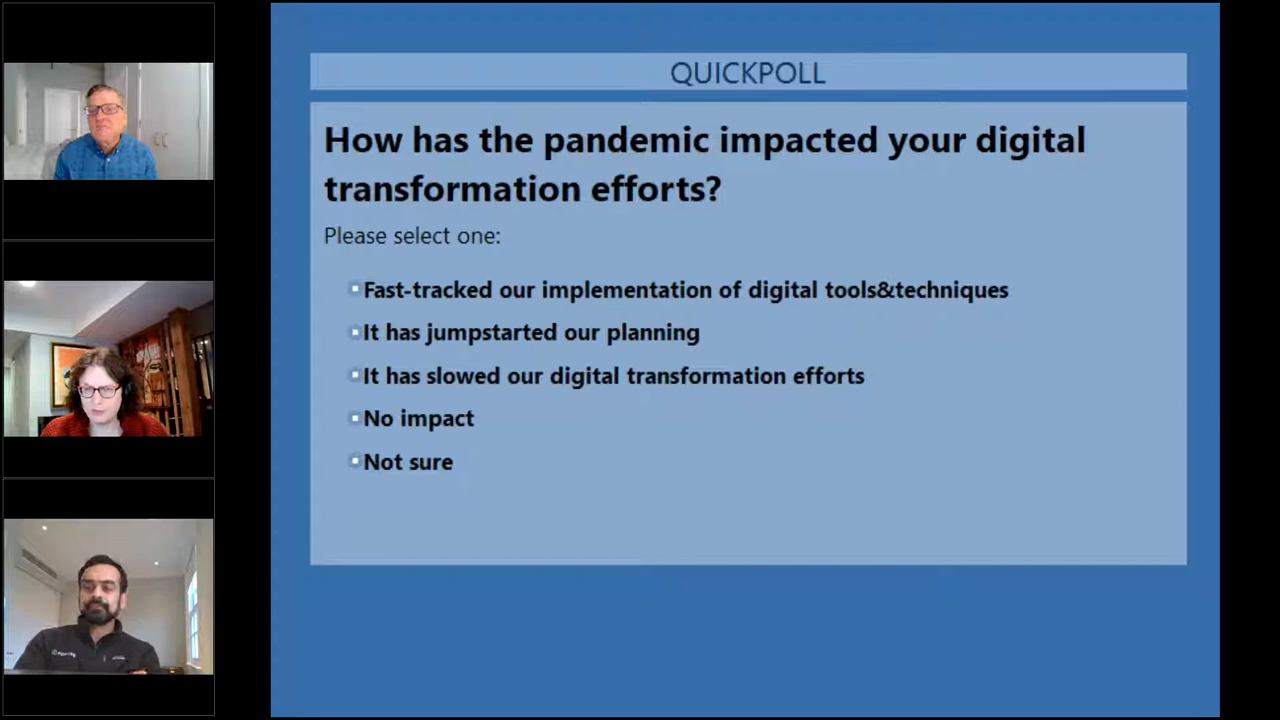 QUICKPOLL
How has the pandemic impacted your digital
transformation efforts?
Please select one:
Fast-tracked our implementation of digital tools&techniques
It has jumpstarted our planning
It has slowed our digital transformation efforts
No impact
Not sure